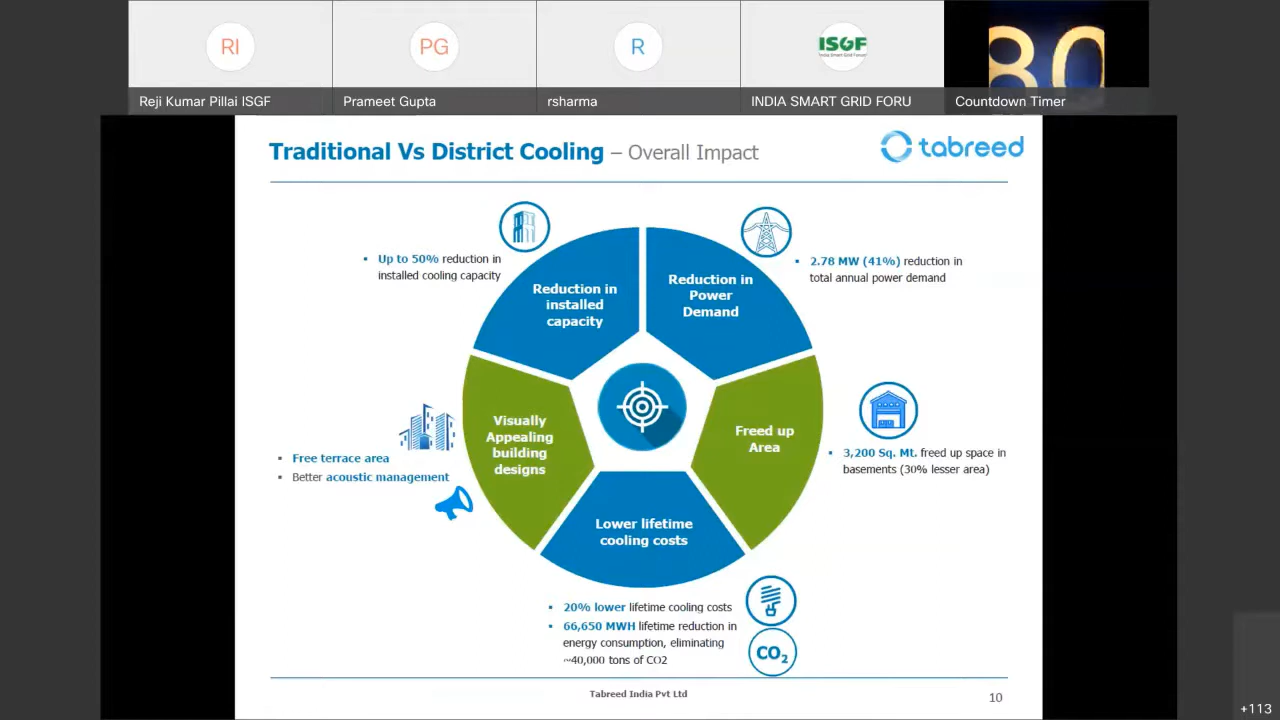 RI
PG
R
ISGF
India Smart Grid Forum
80
Reji Kumar Pillai ISGF
Prameet Gupta
rsharma
INDIA SMART GRID FORU
Countdown Timer
Traditional Vs District Cooling – Overall Impact
tabreed
▪ Up to 50% reduction in
installed cooling capacity
Reduction in
installed
capacity
Reduction in
Power
Demand
▪ 2.78 MW (41%) reduction in
total annual power demand
Visually
Appealing
building
designs
▪ Free terrace area
▪ Better acoustic management
Freed up
Area
▪ 3,200 Sq. Mt. freed up space in
basements (30% lesser area)
Lower lifetime
cooling costs
▪ 20% lower lifetime cooling costs
▪ 66,650 MWH lifetime reduction in
energy consumption, eliminating
~40,000 tons of CO2
CO₂
Tabreed India Pvt Ltd
10
+113